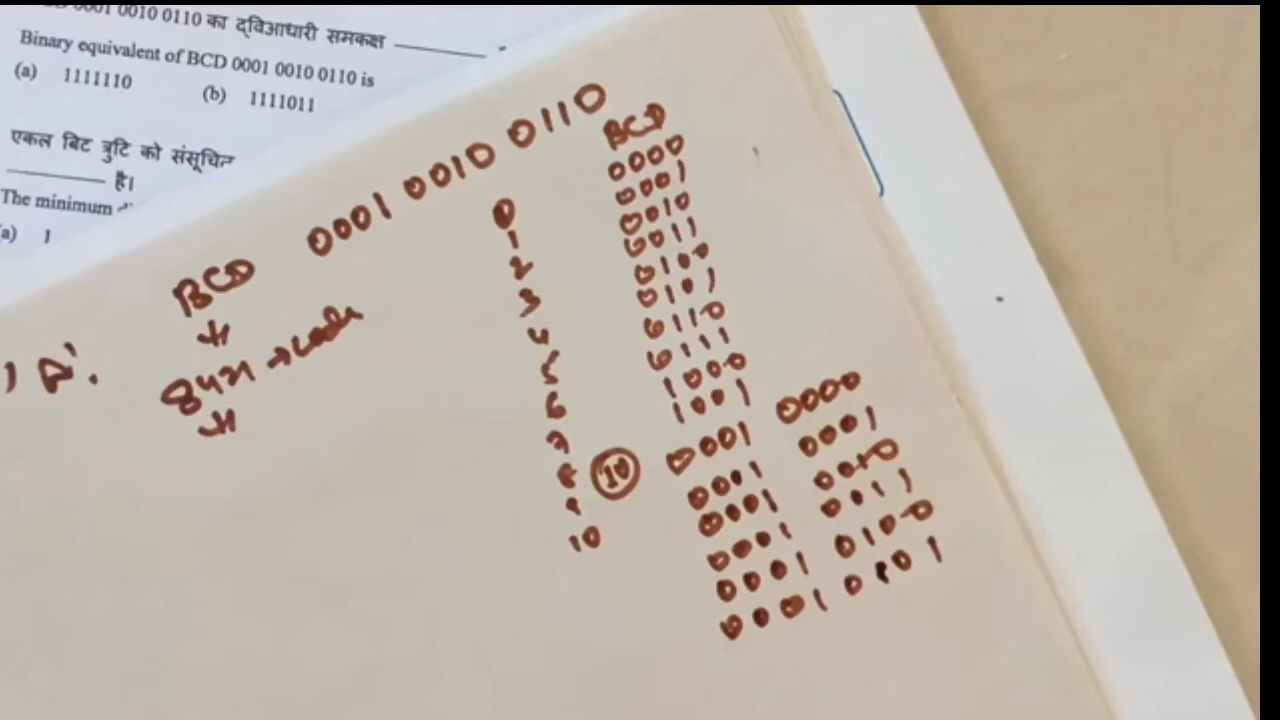 0001 0010 0110 का द्विआधारी समकक्ष
Binary equivalent of BCD 0001 0010 0110 is
(a) 1111110 (b) 1111011
एकल बिट त्रुटि को संसूचित
है।
The minimum
a) 1
BCD 0001 0010 0110
8421 → code
0
1
2
3
4
5
6
7
8
9
10
10
BCD
0000
0001
0010
0011
0100
0101
0110
0111
1000
1001
0001 0000
0001 0001
0001 0010
0001 0011
0001 0100
0001 0101